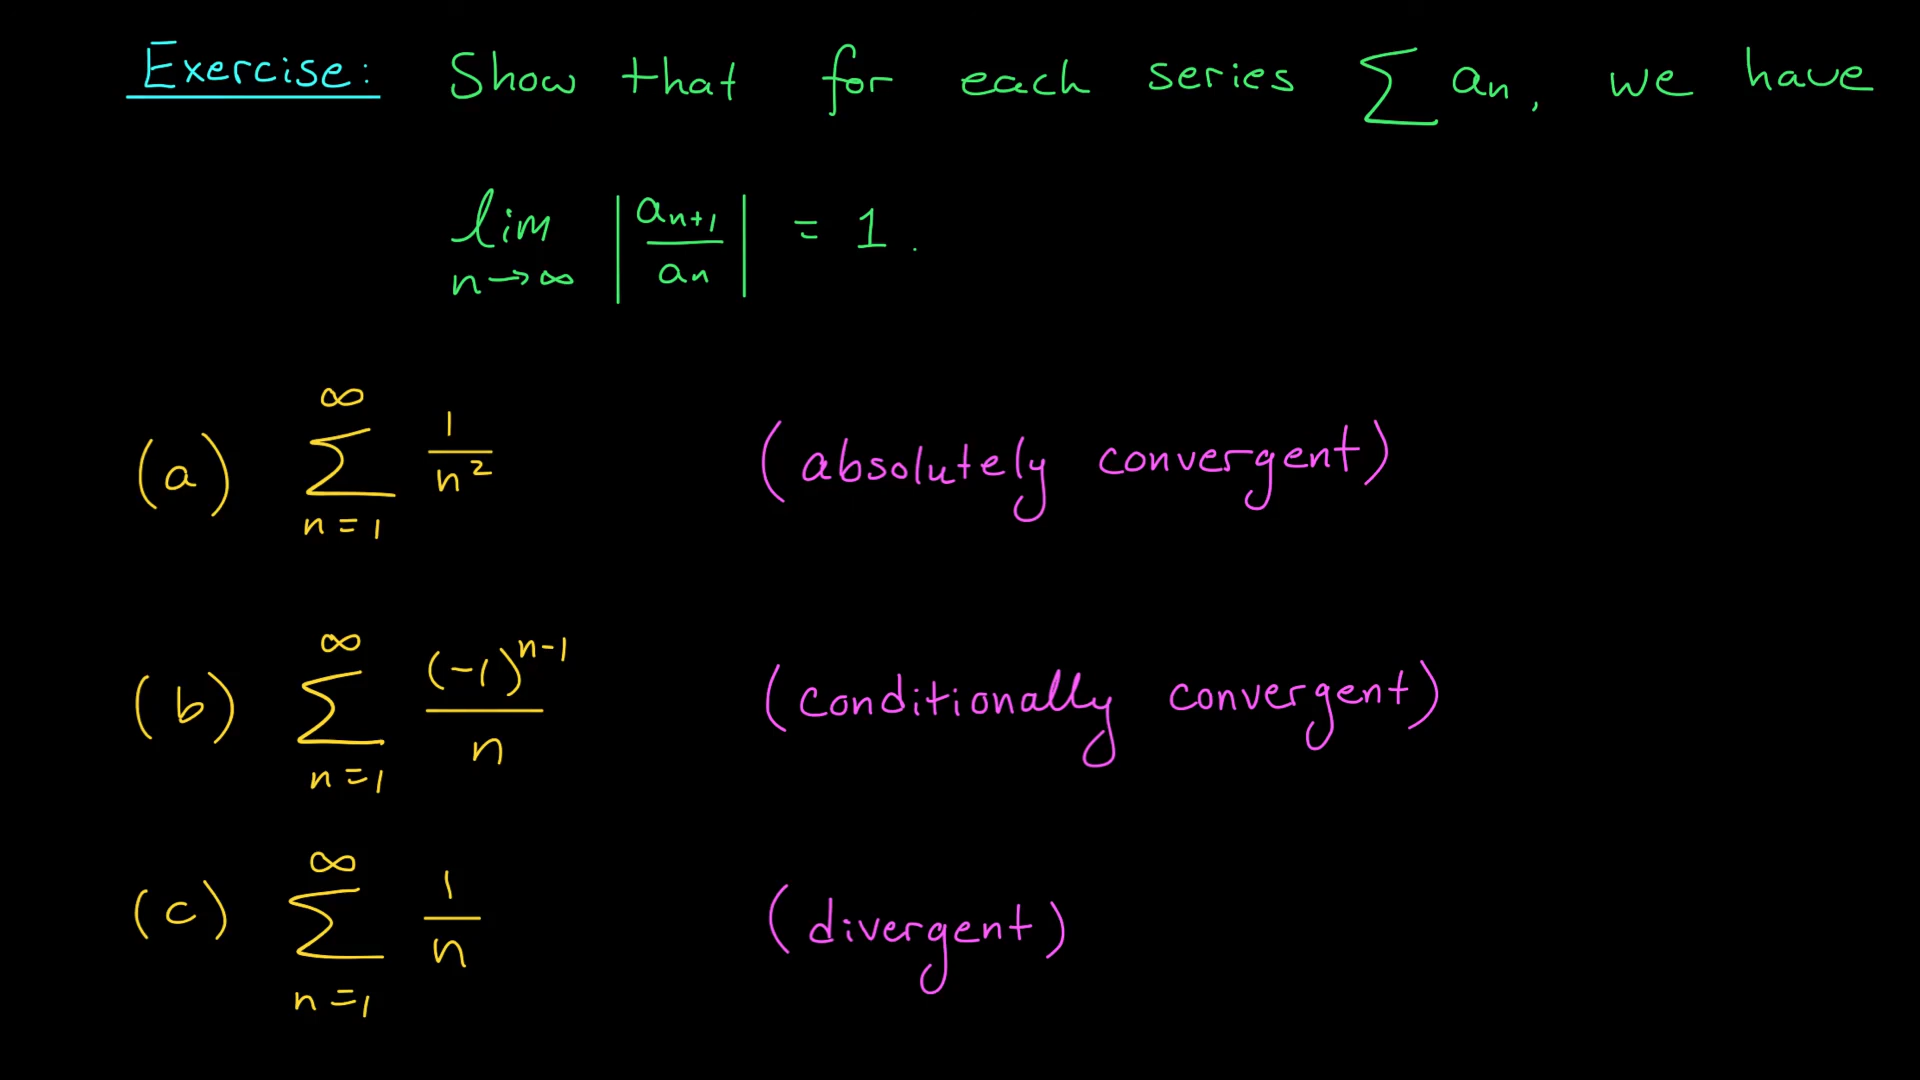 Exercise: Show that for each series ∑ aₙ, we have
lim n→∞ |aₙ₊₁ / aₙ| = 1.
(a) ∞ ∑ n=1 1/n² (absolutely convergent)
(b) ∞ ∑ n=1 (-1)ⁿ⁻¹/n (conditionally convergent)
(c) ∞ ∑ n=1 1/n (divergent)